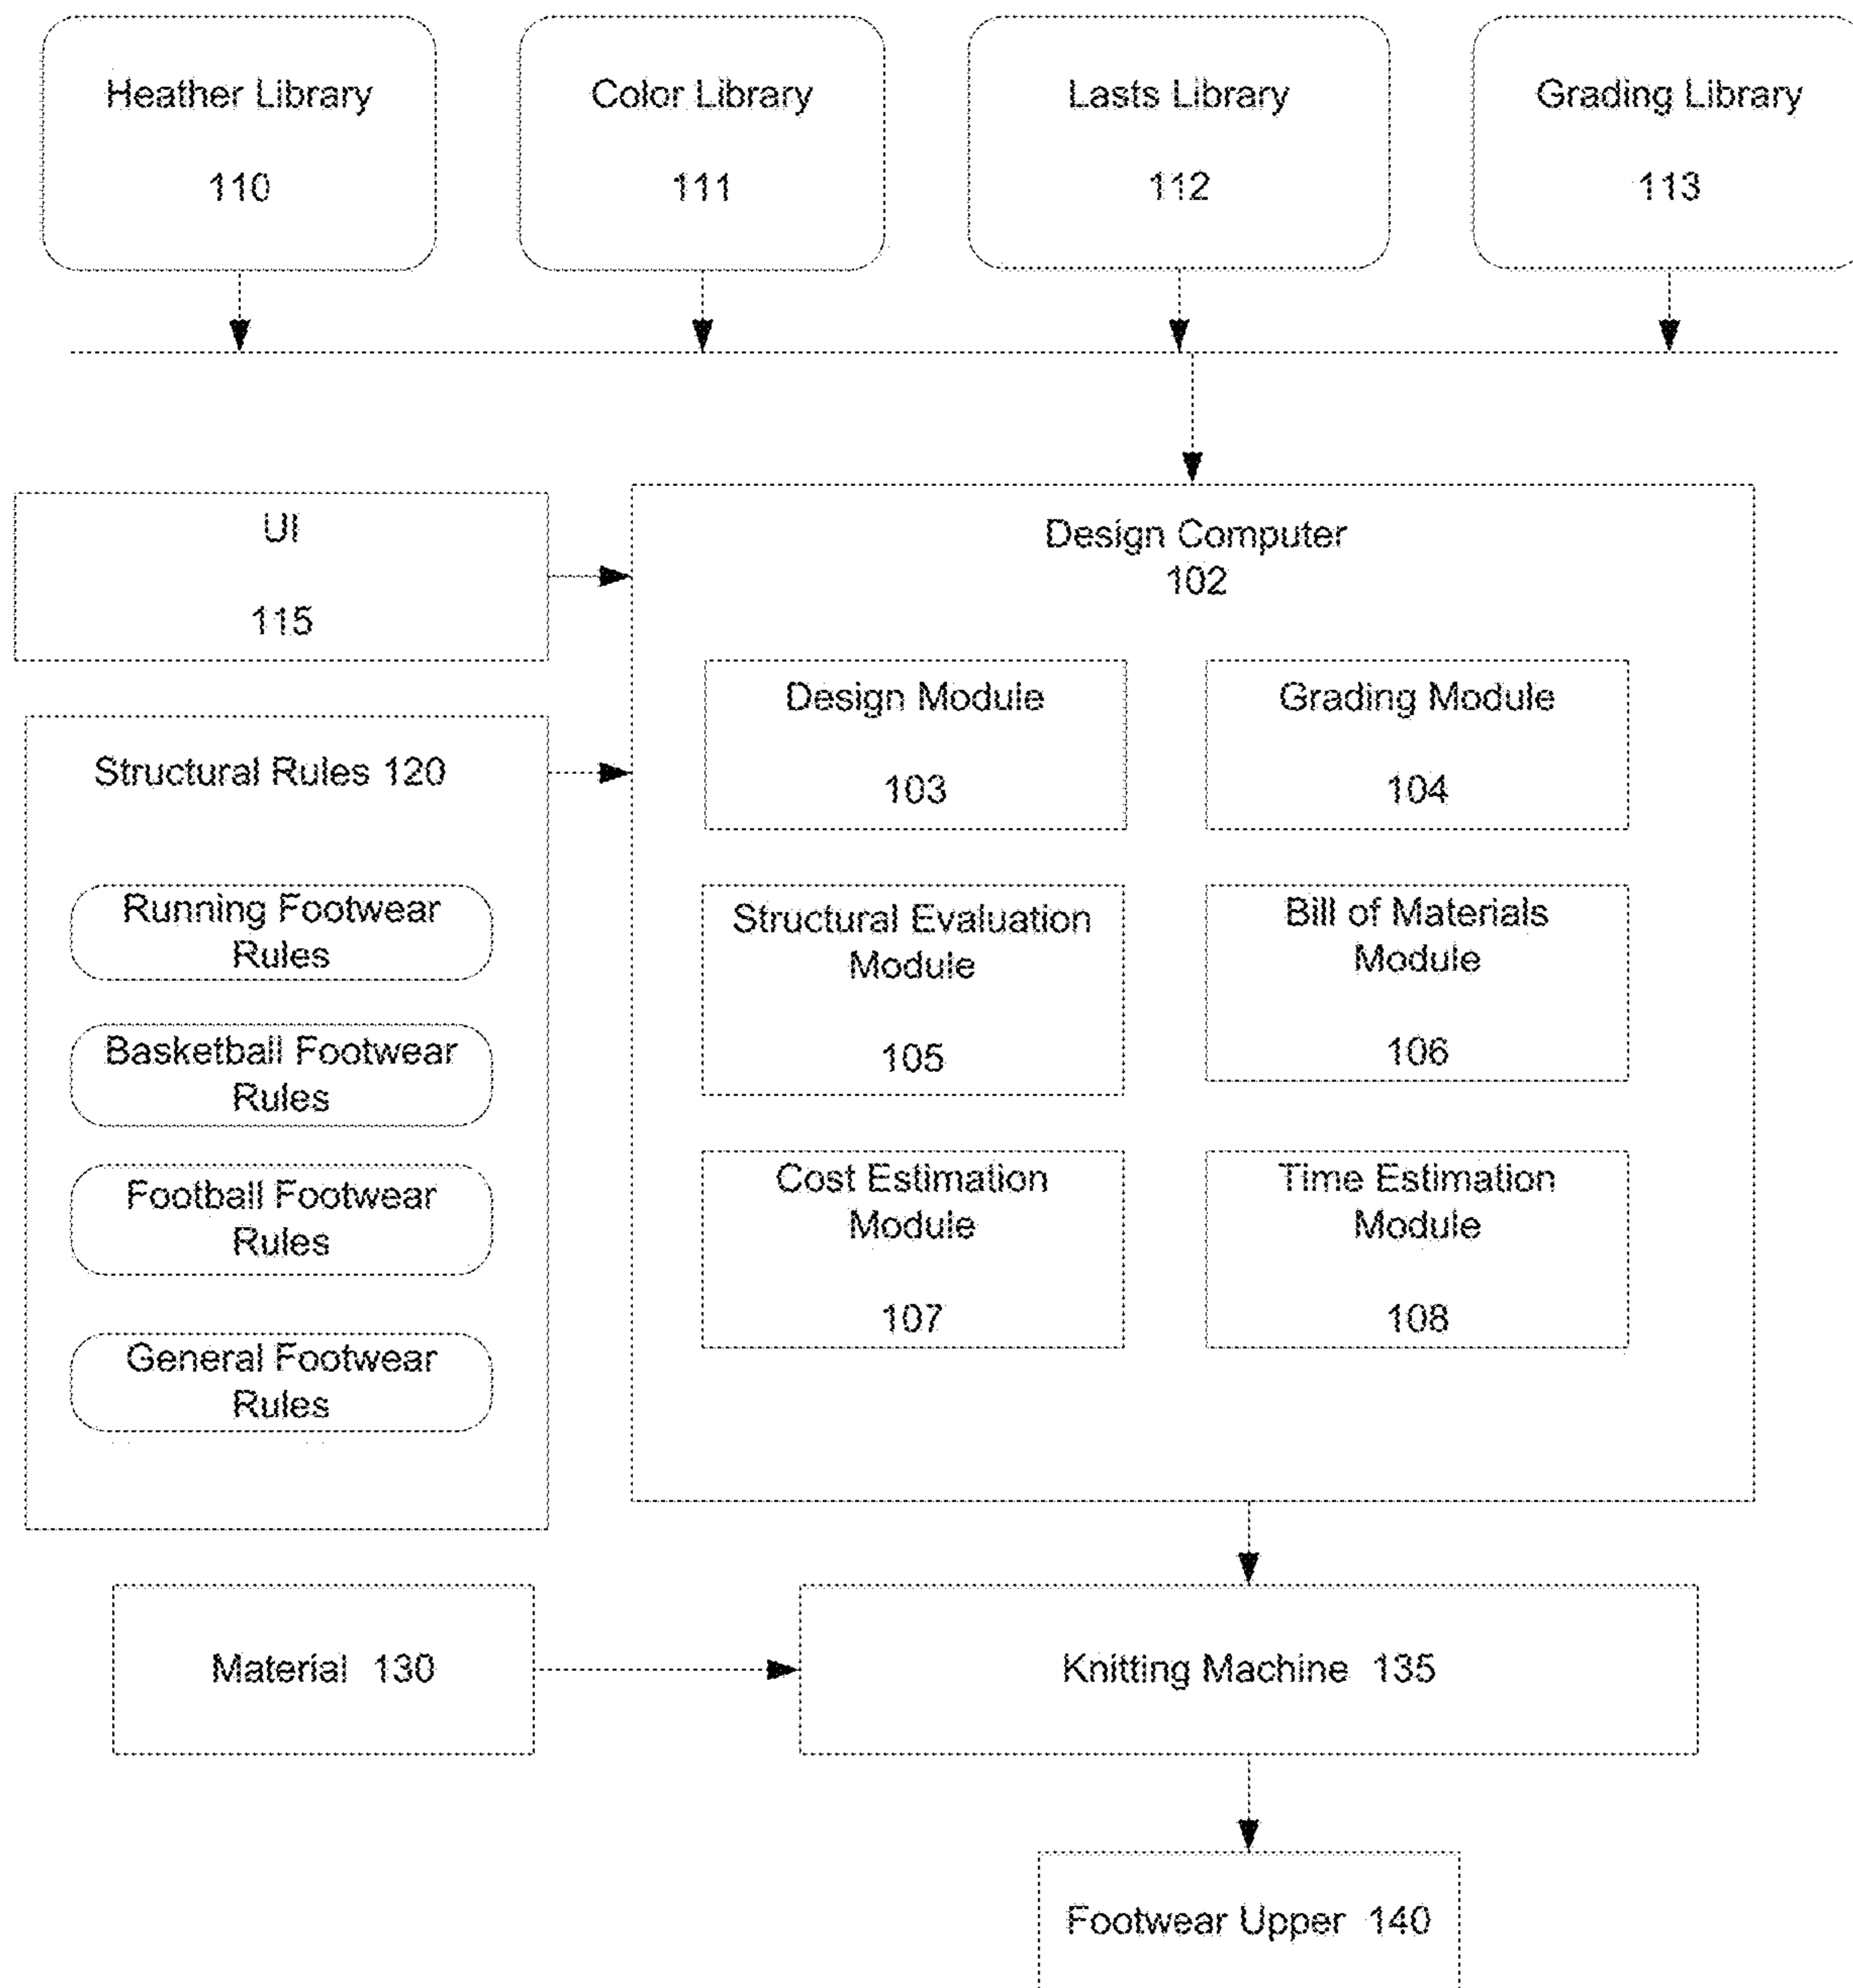 Heather Library
110
Color Library
111
Lasts Library
112
Grading Library
113
UI
115
Structural Rules 120
Running Footwear
Rules
Basketball Footwear
Rules
Football Footwear
Rules
General Footwear
Rules
Design Computer
102
Design Module
103
Grading Module
104
Structural Evaluation
Module
105
Bill of Materials
Module
106
Cost Estimation
Module
107
Time Estimation
Module
108
Material 130
Knitting Machine 135
Footwear Upper 140